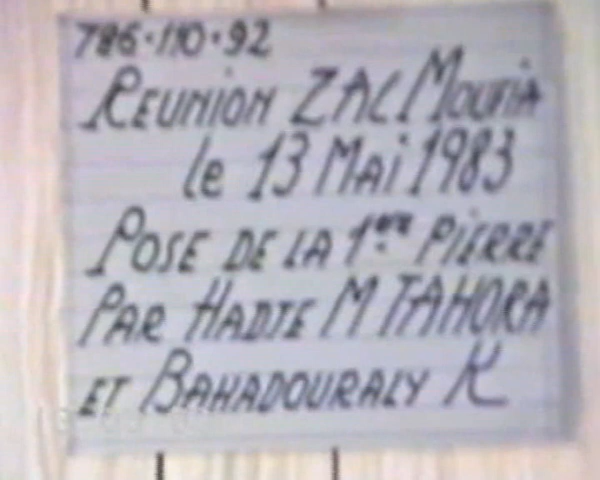 786·110·92
REUNION ZAC MOUFIA
le 13 MAi 1983
POSE DE LA 1ere PiERRE
PAR HADJE M TAHORA
ET BAHADOURALY K